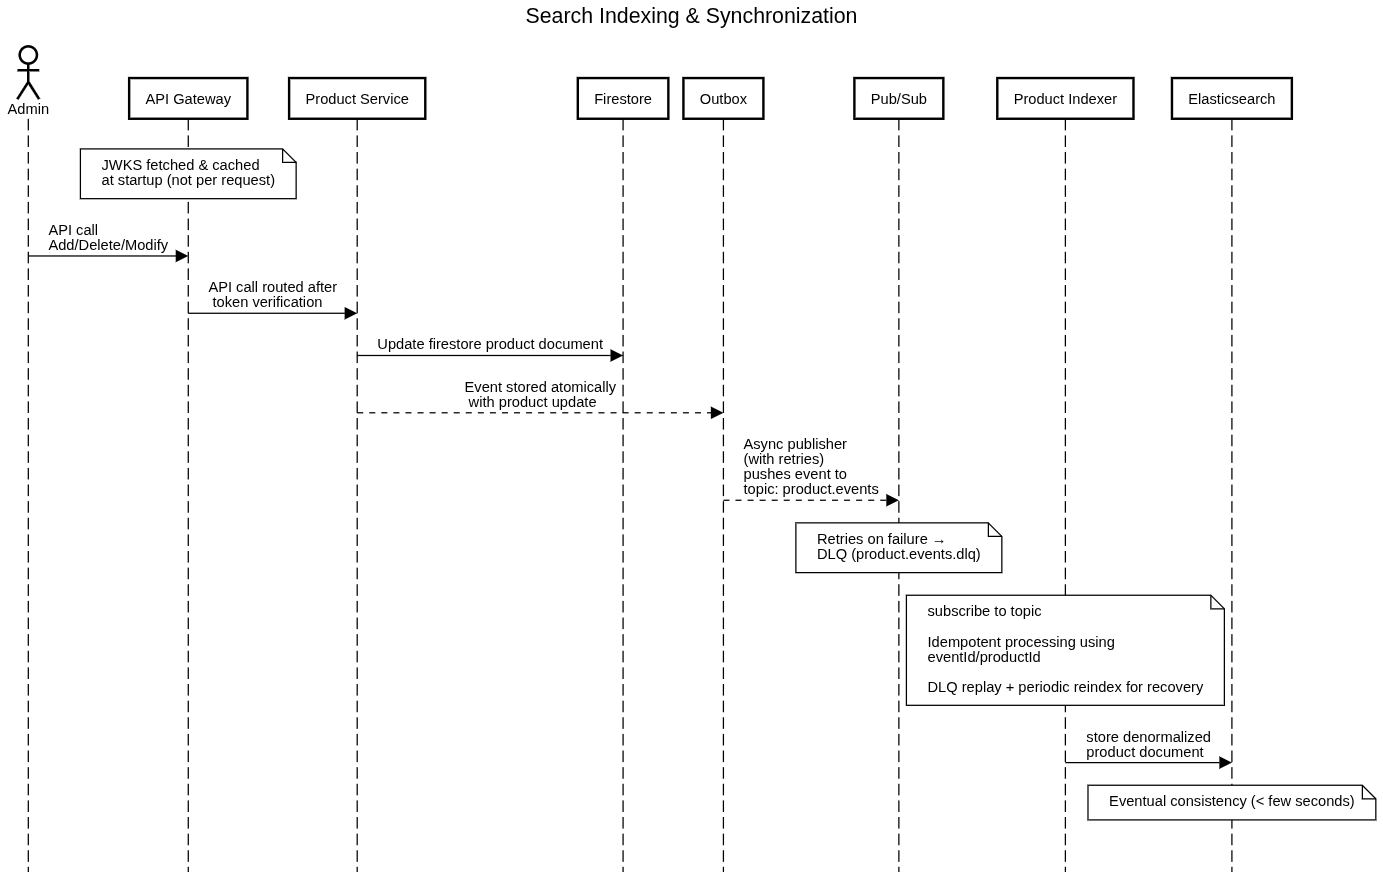 Search Indexing & Synchronization
Admin
API Gateway
Product Service
Firestore
Outbox
Pub/Sub
Product Indexer
Elasticsearch
JWKS fetched & cached
at startup (not per request)
API call
Add/Delete/Modify
API call routed after
token verification
Update firestore product document
Event stored atomically
with product update
Async publisher
(with retries)
pushes event to
topic: product.events
Retries on failure →
DLQ (product.events.dlq)
subscribe to topic
Idempotent processing using
eventId/productId
DLQ replay + periodic reindex for recovery
store denormalized
product document
Eventual consistency (< few seconds)